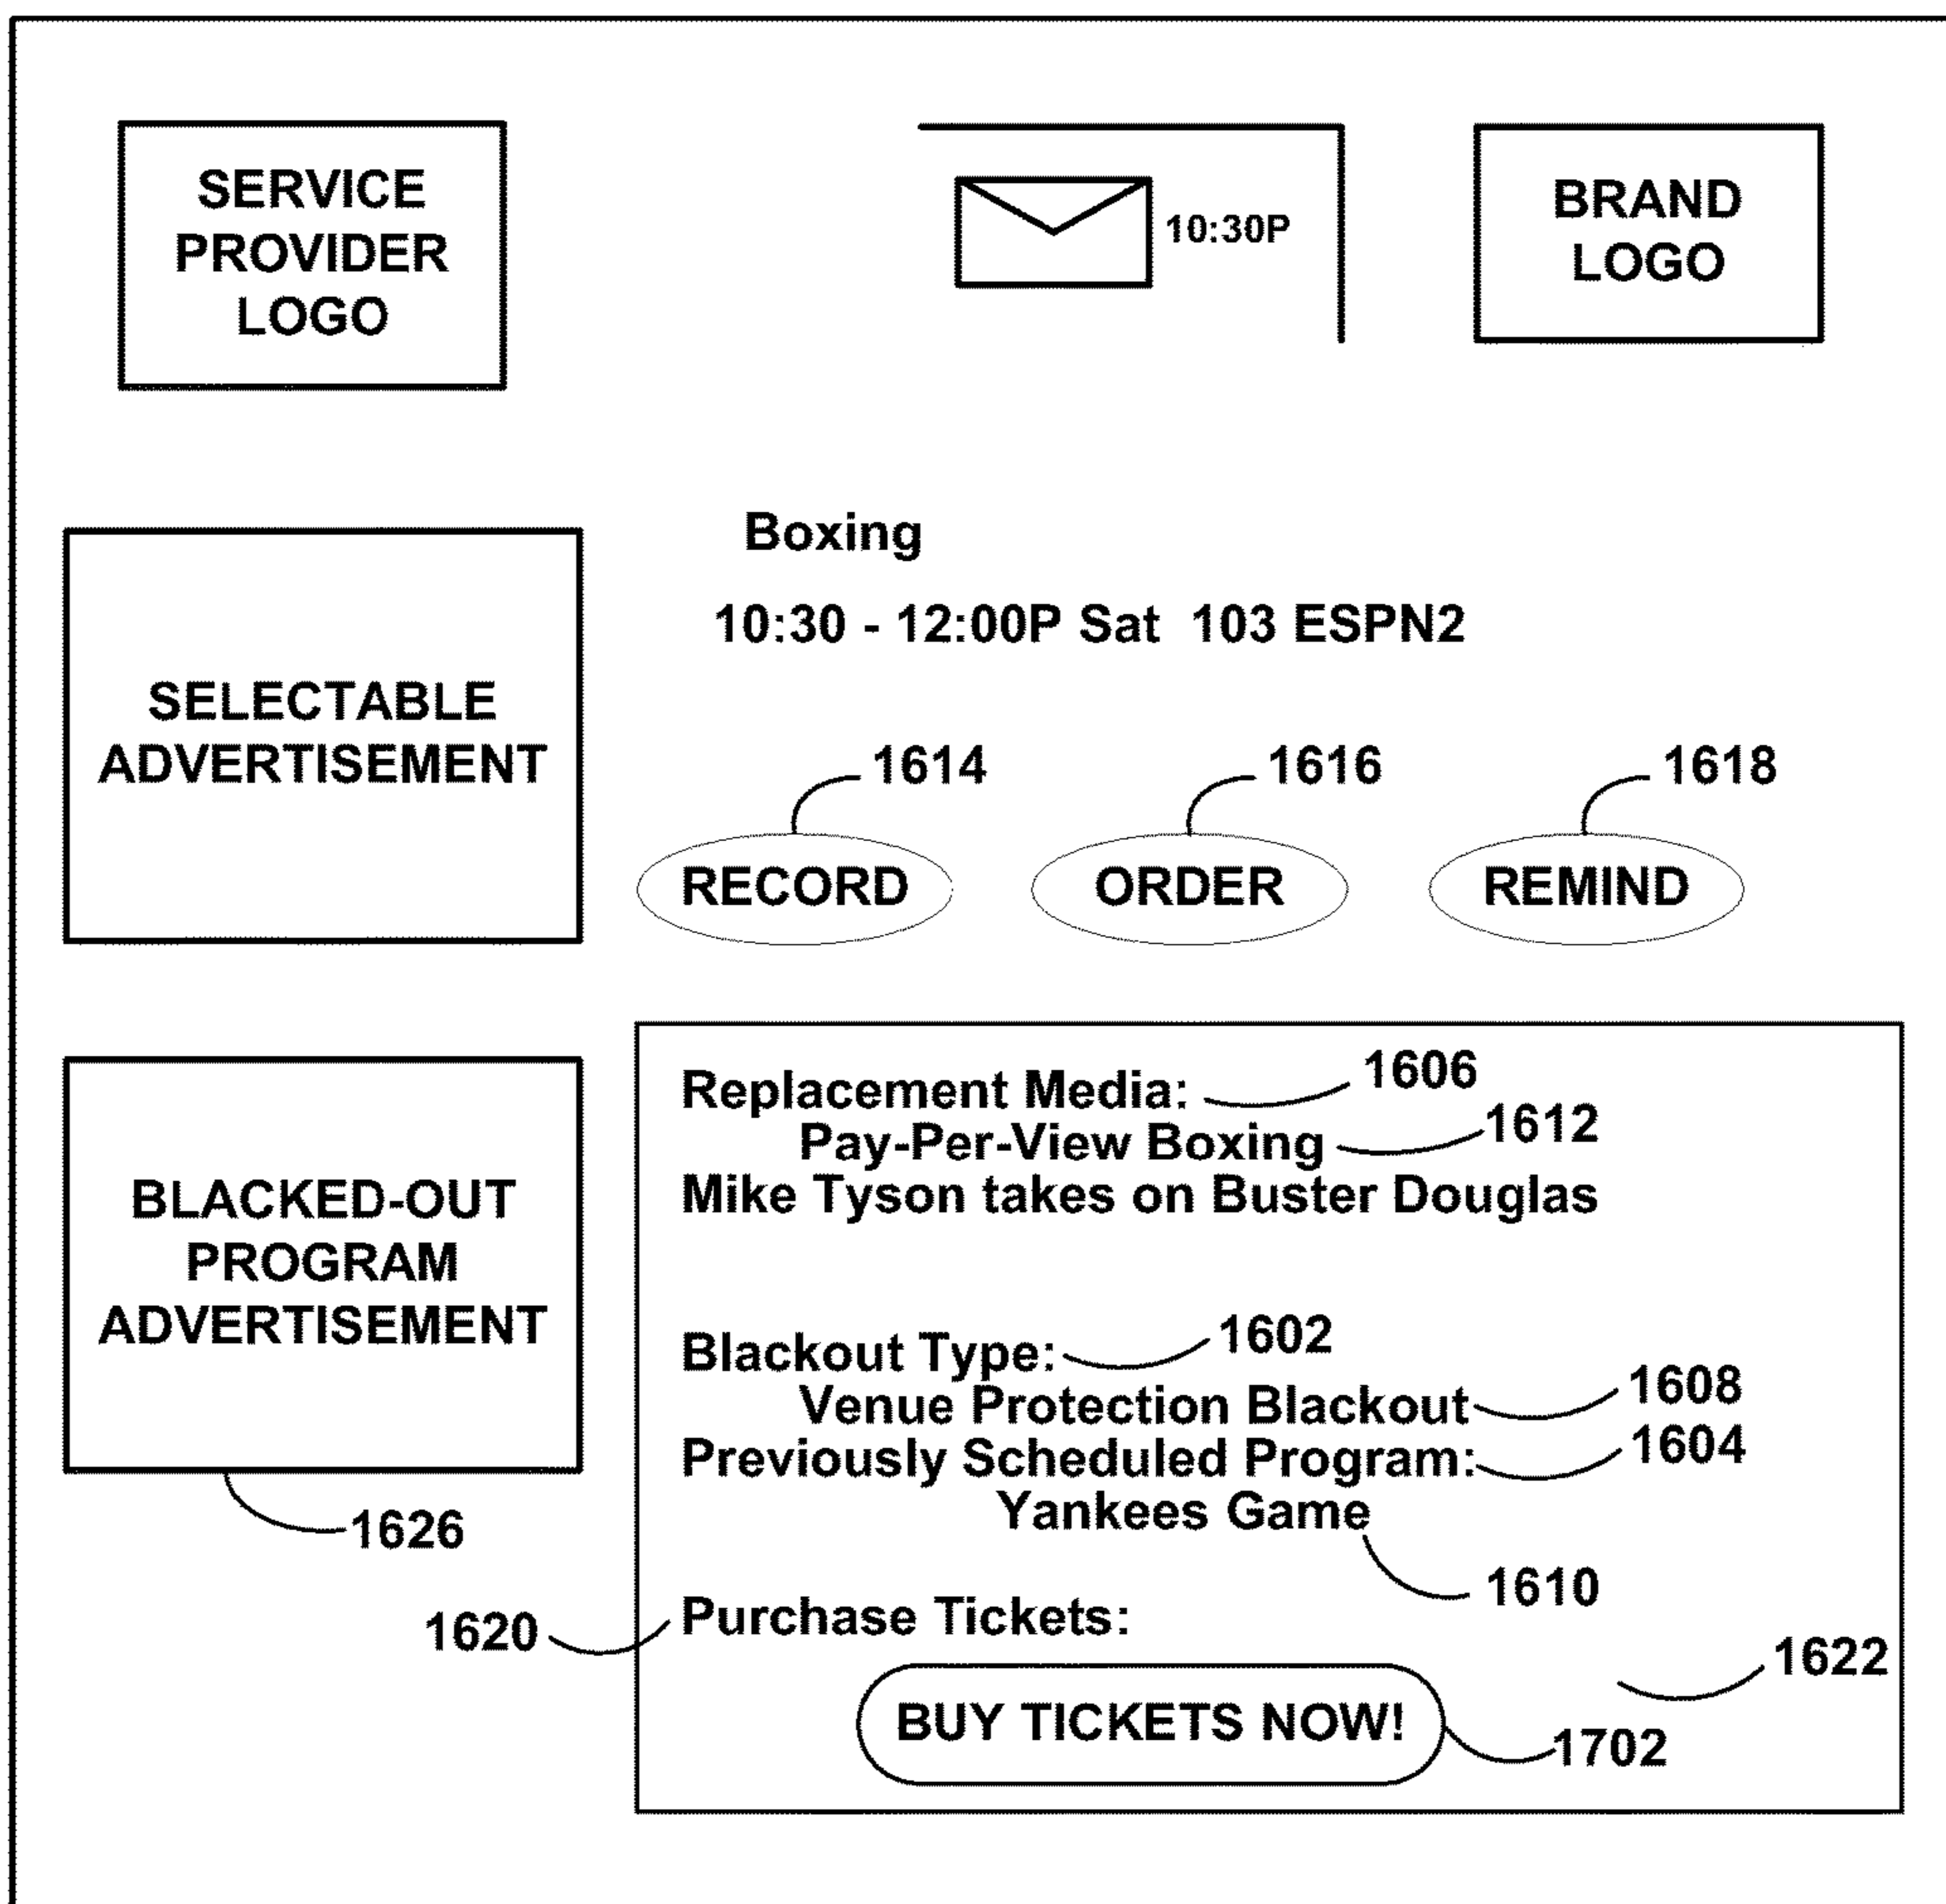 SERVICE
PROVIDER
LOGO
10:30P
BRAND
LOGO
Boxing
10:30 - 12:00P Sat 103 ESPN2
SELECTABLE
ADVERTISEMENT
1614
1616
1618
RECORD
ORDER
REMIND
BLACKED-OUT
PROGRAM
ADVERTISEMENT
1626
Replacement Media: 1606
Pay-Per-View Boxing 1612
Mike Tyson takes on Buster Douglas
Blackout Type: 1602
Venue Protection Blackout 1608
Previously Scheduled Program: 1604
Yankees Game
1610
1620 Purchase Tickets:
1622
BUY TICKETS NOW!
1702